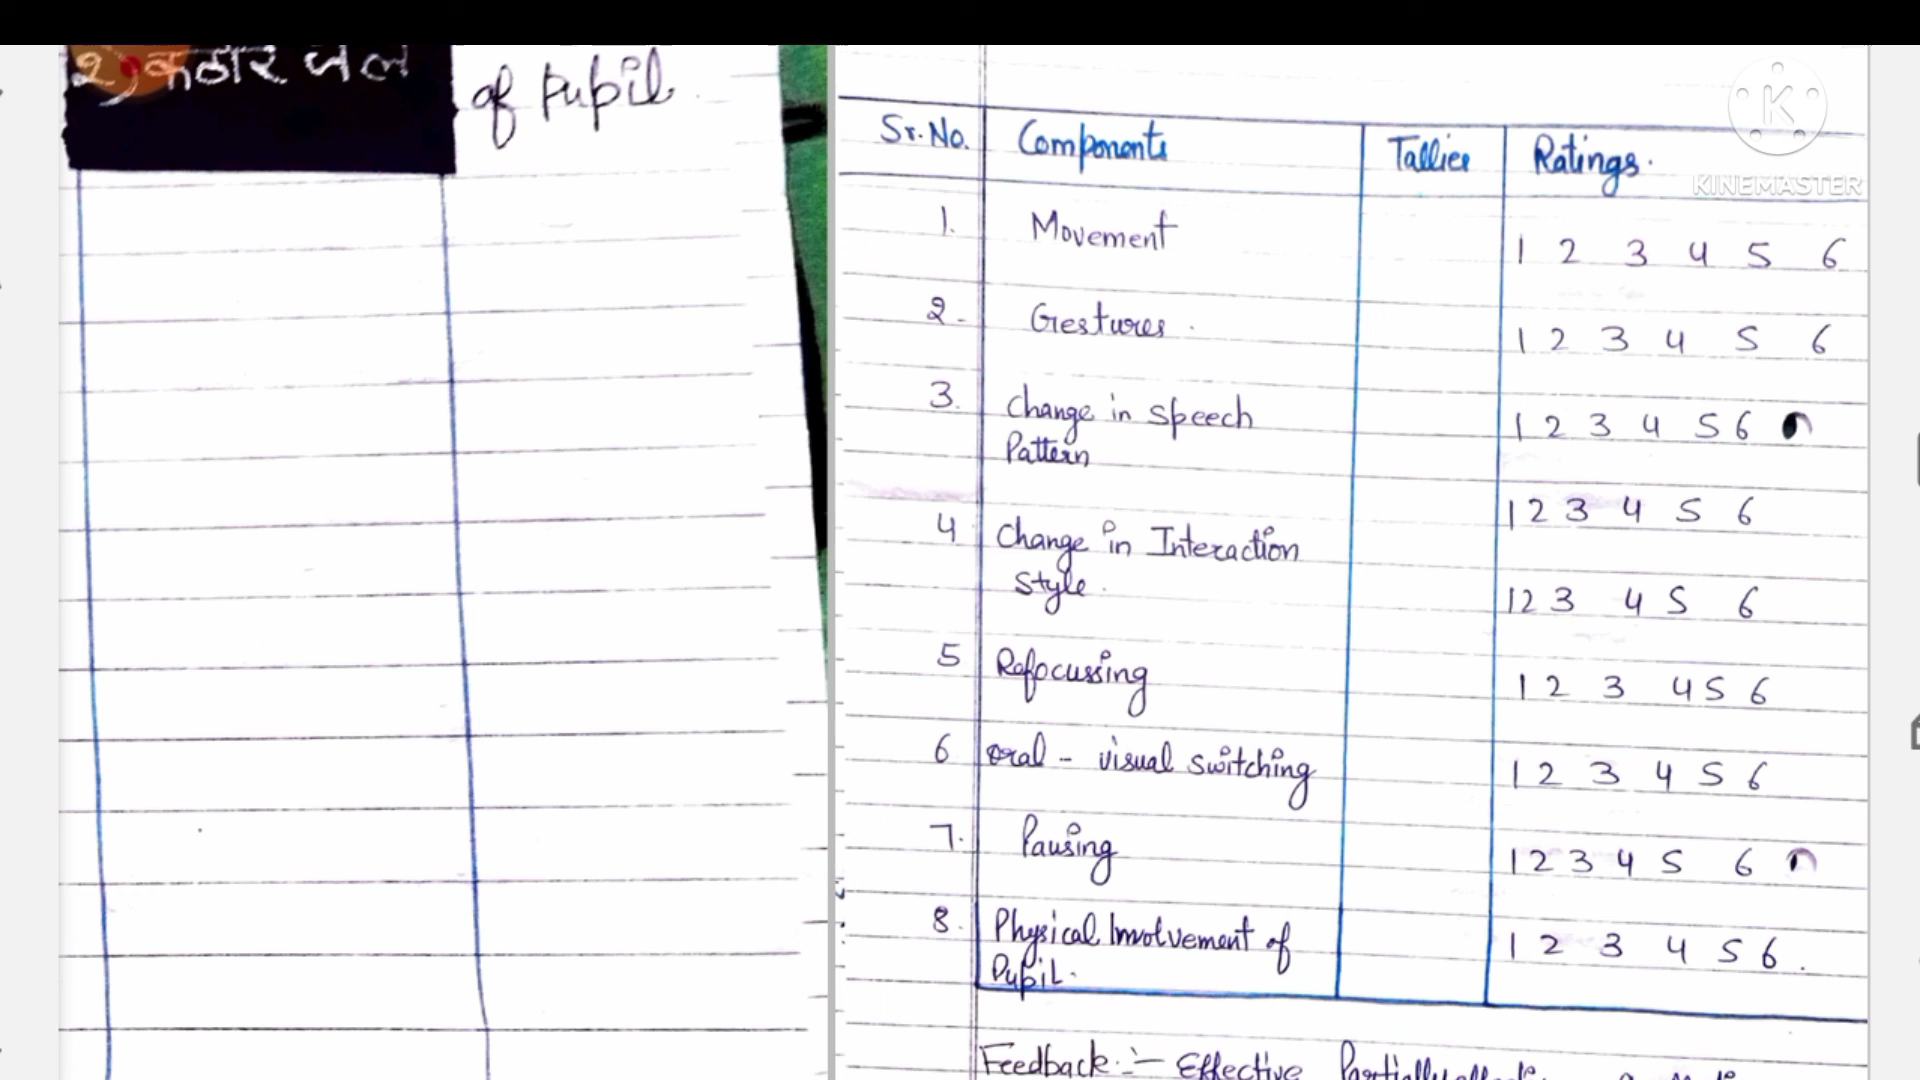 २) कठोर जल
of pupil
KINEMASTER
Sr. No. Components Tallies Ratings.
1. Movement 1 2 3 4 5 6
2. Gestures. 1 2 3 4 5 6
3. Change in speech 1 2 3 4 5 6
Pattern
1 2 3 4 5 6
4 Change in Interaction
Style. 1 2 3 4 5 6
5 Refocussing 1 2 3 4 5 6
6 Oral - visual switching 1 2 3 4 5 6
7. Pausing 1 2 3 4 5 6
8. Physical Involvement of 1 2 3 4 5 6.
Pupil.
Feedback :- Effective Partially